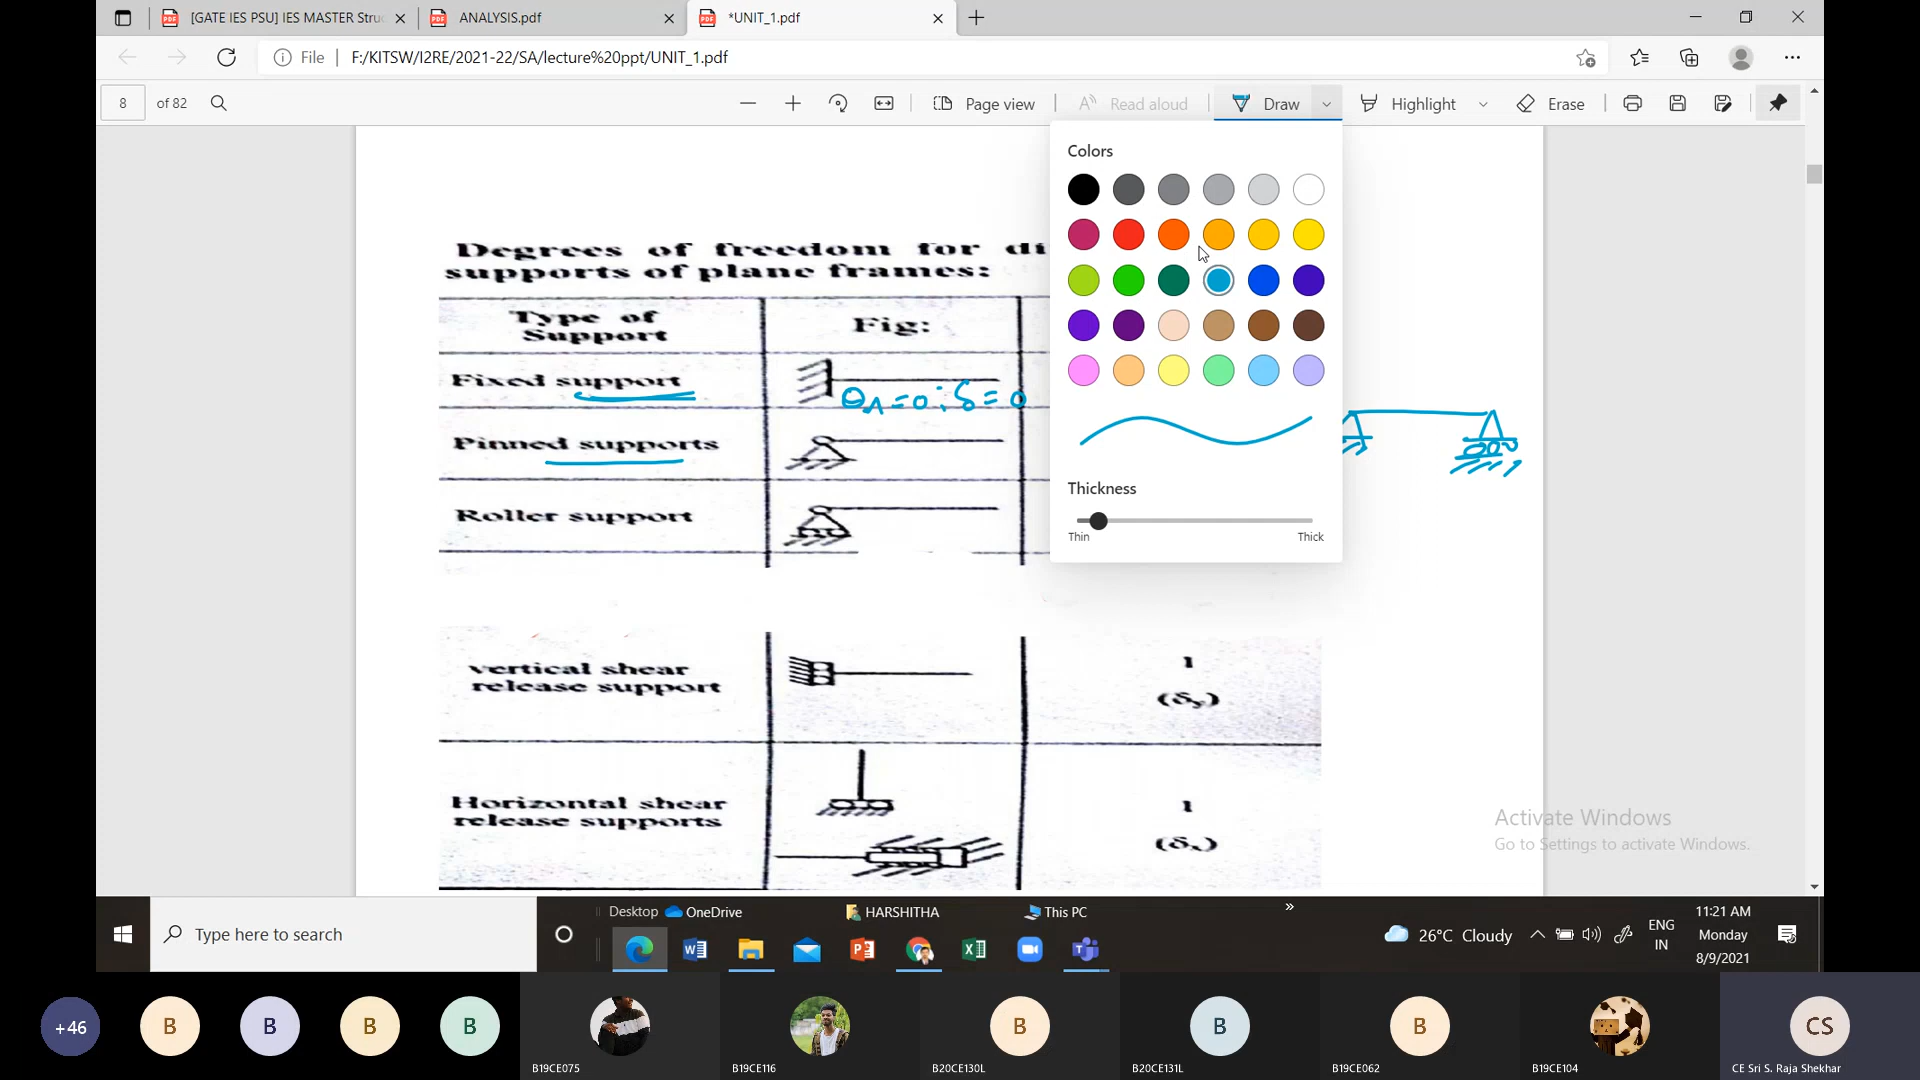 [GATE IES PSU] IES MASTER Struc
ANALYSIS.pdf
*UNIT_1.pdf
File
F:/KITSW/I2RE/2021-22/SA/lecture%20ppt/UNIT_1.pdf
8 of 82
Page view
Read aloud
Draw
Highlight
Erase
Colors
Thickness
Thin
Thick
Degrees of freedom for di
supports of plane frames:
Type of
Support
Fig:
Fixed support
θA=0; δ=0
Pinned supports
Roller support
vertical shear
release support
1
(δy)
Horizontal shear
release supports
1
(δx)
Activate Windows
Go to Settings to activate Windows.
Type here to search
Desktop
OneDrive
HARSHITHA
This PC
»
26°C Cloudy
ENG
IN
11:21 AM
Monday
8/9/2021
+46
B
B
B
B
B
B
B
CS
B19CE075
B19CE116
B20CE130L
B20CE131L
B19CE062
B19CE104
CE Sri S. Raja Shekhar